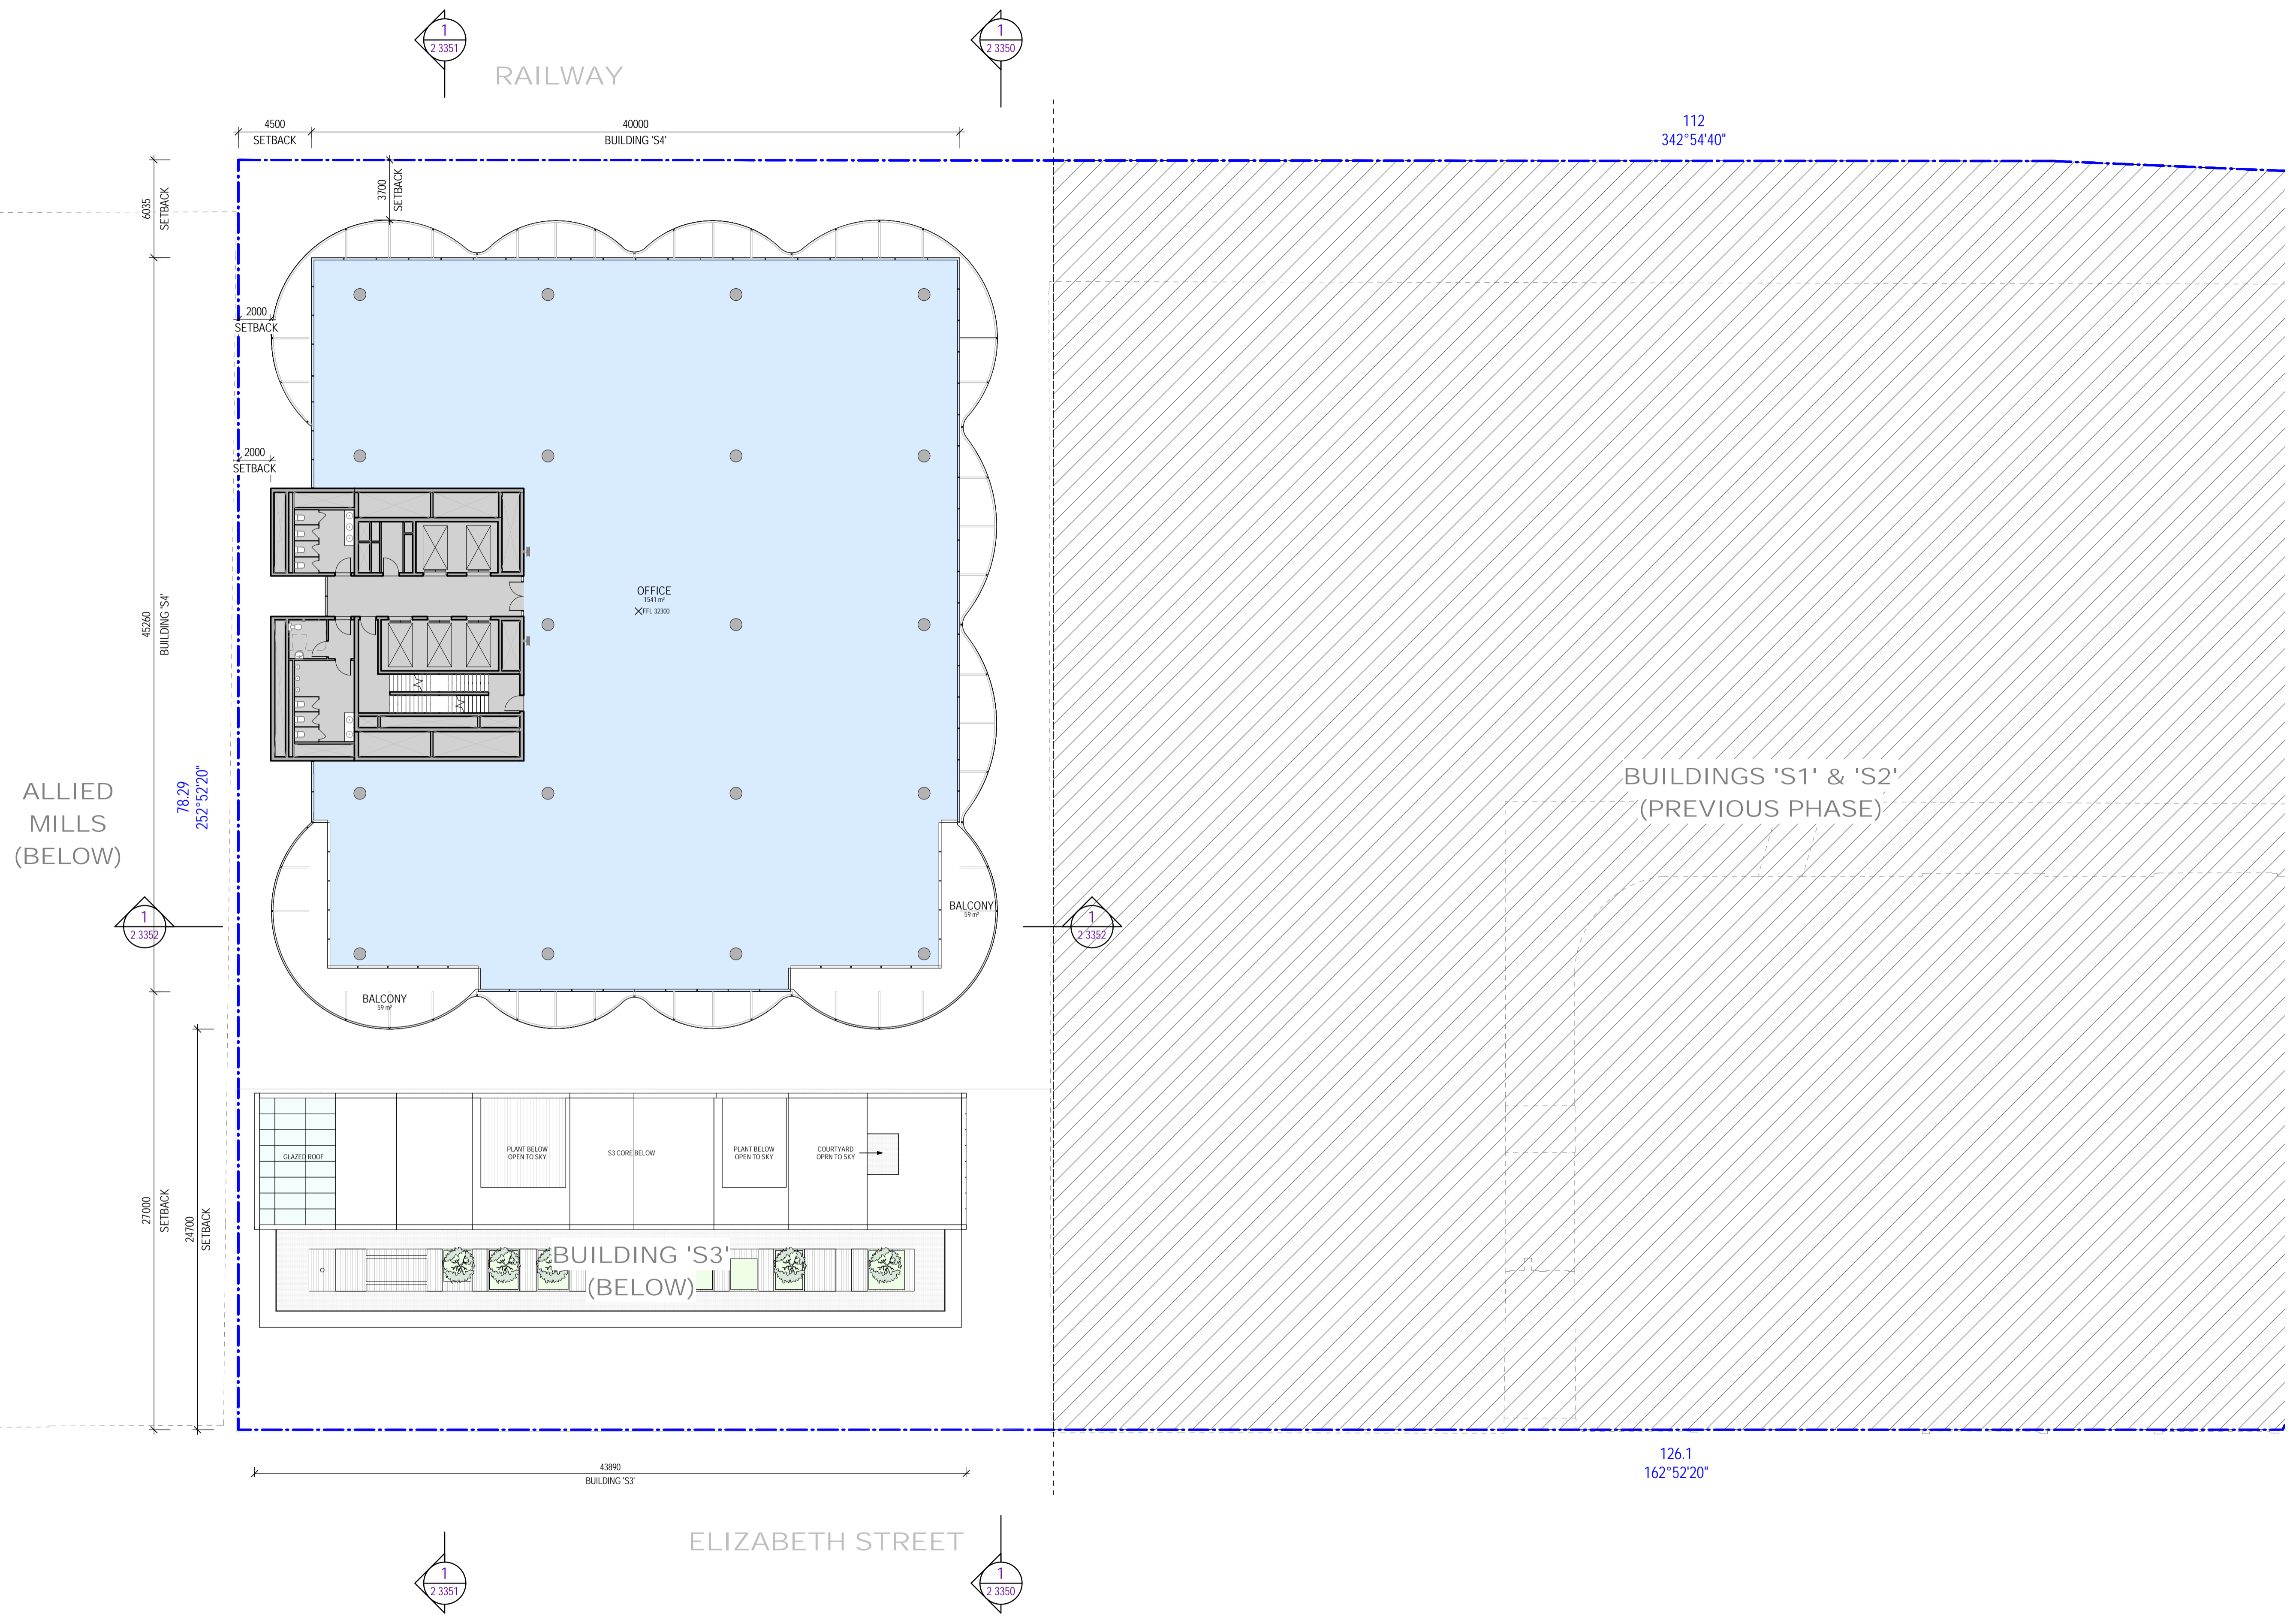 1
2 3351
1
2 3350
RAILWAY
4500
SETBACK
40000
BUILDING 'S4'
112
342°54'40"
6035
SETBACK
3700
SETBACK
2000
SETBACK
2000
SETBACK
OFFICE
1541 m²
FFL 32300
45260
BUILDING 'S4'
78.29
252°52'20"
ALLIED
MILLS
(BELOW)
BUILDINGS 'S1' & 'S2'
(PREVIOUS PHASE)
1
2 3352
BALCONY
59 m²
1
2 3352
BALCONY
59 m²
GLAZED ROOF
PLANT BELOW
OPEN TO SKY
S3 CORE BELOW
PLANT BELOW
OPEN TO SKY
COURTYARD
OPRN TO SKY
27000
SETBACK
24700
SETBACK
BUILDING 'S3'
(BELOW)
43890
BUILDING 'S3'
126.1
162°52'20"
ELIZABETH STREET
1
2 3351
1
2 3350